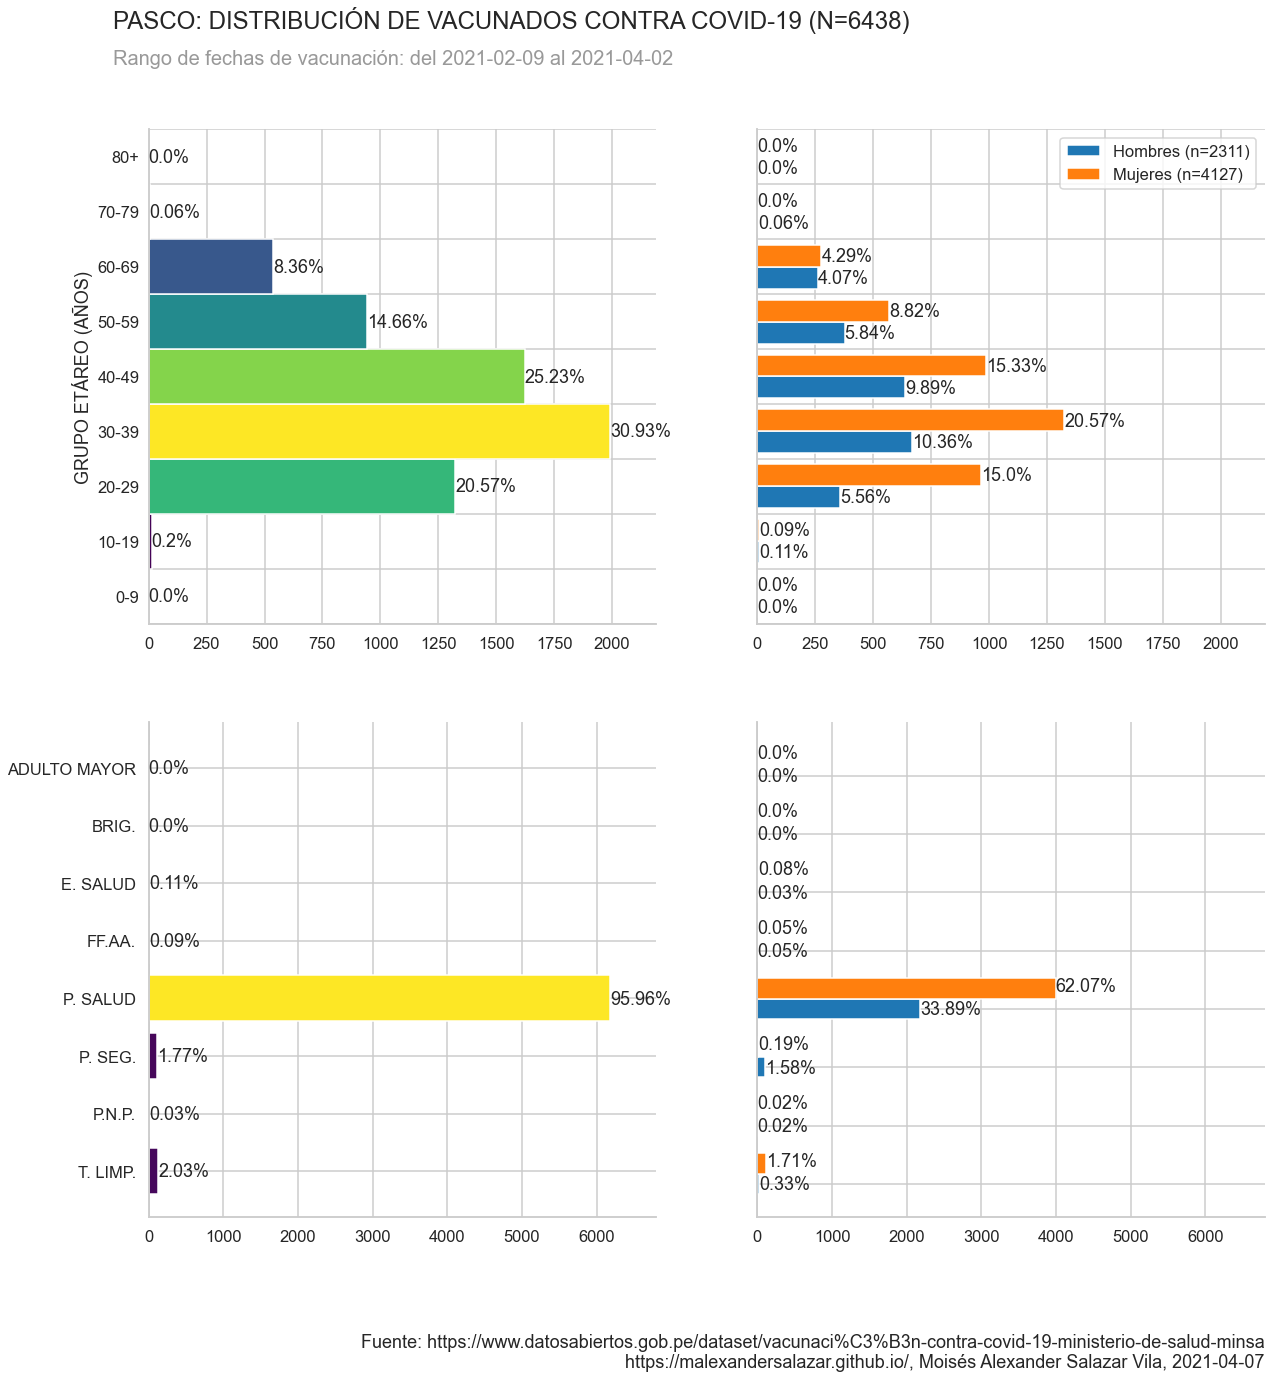 PASCO: DISTRIBUCIÓN DE VACUNADOS CONTRA COVID-19 (N=6438)
Rango de fechas de vacunación: del 2021-02-09 al 2021-04-02
GRUPO ETÁREO (AÑOS)
80+ 0.0%
70-79 0.06%
60-69 8.36%
50-59 14.66%
40-49 25.23%
30-39 30.93%
20-29 20.57%
10-19 0.2%
0-9 0.0%
0 250 500 750 1000 1250 1500 1750 2000
Hombres (n=2311)
Mujeres (n=4127)
0.0%
0.0%
0.0%
0.06%
4.29%
4.07%
8.82%
5.84%
15.33%
9.89%
20.57%
10.36%
15.0%
5.56%
0.09%
0.11%
0.0%
0.0%
0 250 500 750 1000 1250 1500 1750 2000
ADULTO MAYOR 0.0%
BRIG. 0.0%
E. SALUD 0.11%
FF.AA. 0.09%
P. SALUD 95.96%
P. SEG. 1.77%
P.N.P. 0.03%
T. LIMP. 2.03%
0 1000 2000 3000 4000 5000 6000
0.0%
0.0%
0.0%
0.0%
0.08%
0.03%
0.05%
0.05%
62.07%
33.89%
0.19%
1.58%
0.02%
0.02%
1.71%
0.33%
0 1000 2000 3000 4000 5000 6000
Fuente: https://www.datosabiertos.gob.pe/dataset/vacunaci%C3%B3n-contra-covid-19-ministerio-de-salud-minsa
https://malexandersalazar.github.io/, Moisés Alexander Salazar Vila, 2021-04-07